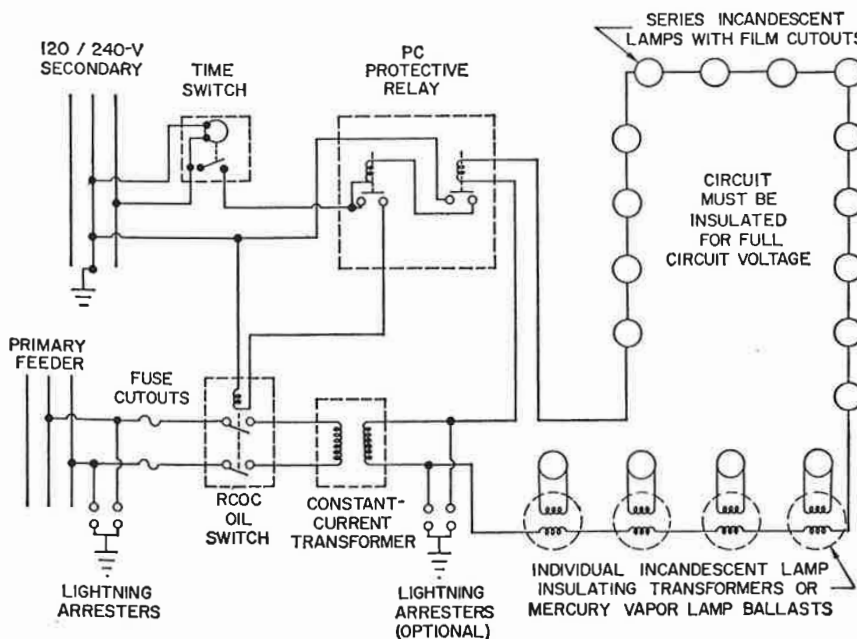 120 / 240-V
SECONDARY
TIME
SWITCH
PC
PROTECTIVE
RELAY
SERIES INCANDESCENT
LAMPS WITH FILM CUTOUTS
CIRCUIT
MUST BE
INSULATED
FOR FULL
CIRCUIT VOLTAGE
PRIMARY
FEEDER
FUSE
CUTOUTS
RCOC
OIL
SWITCH
CONSTANT-
CURRENT
TRANSFORMER
LIGHTNING
ARRESTERS
LIGHTNING
ARRESTERS
(OPTIONAL)
INDIVIDUAL INCANDESCENT LAMP
INSULATING TRANSFORMERS OR
MERCURY VAPOR LAMP BALLASTS